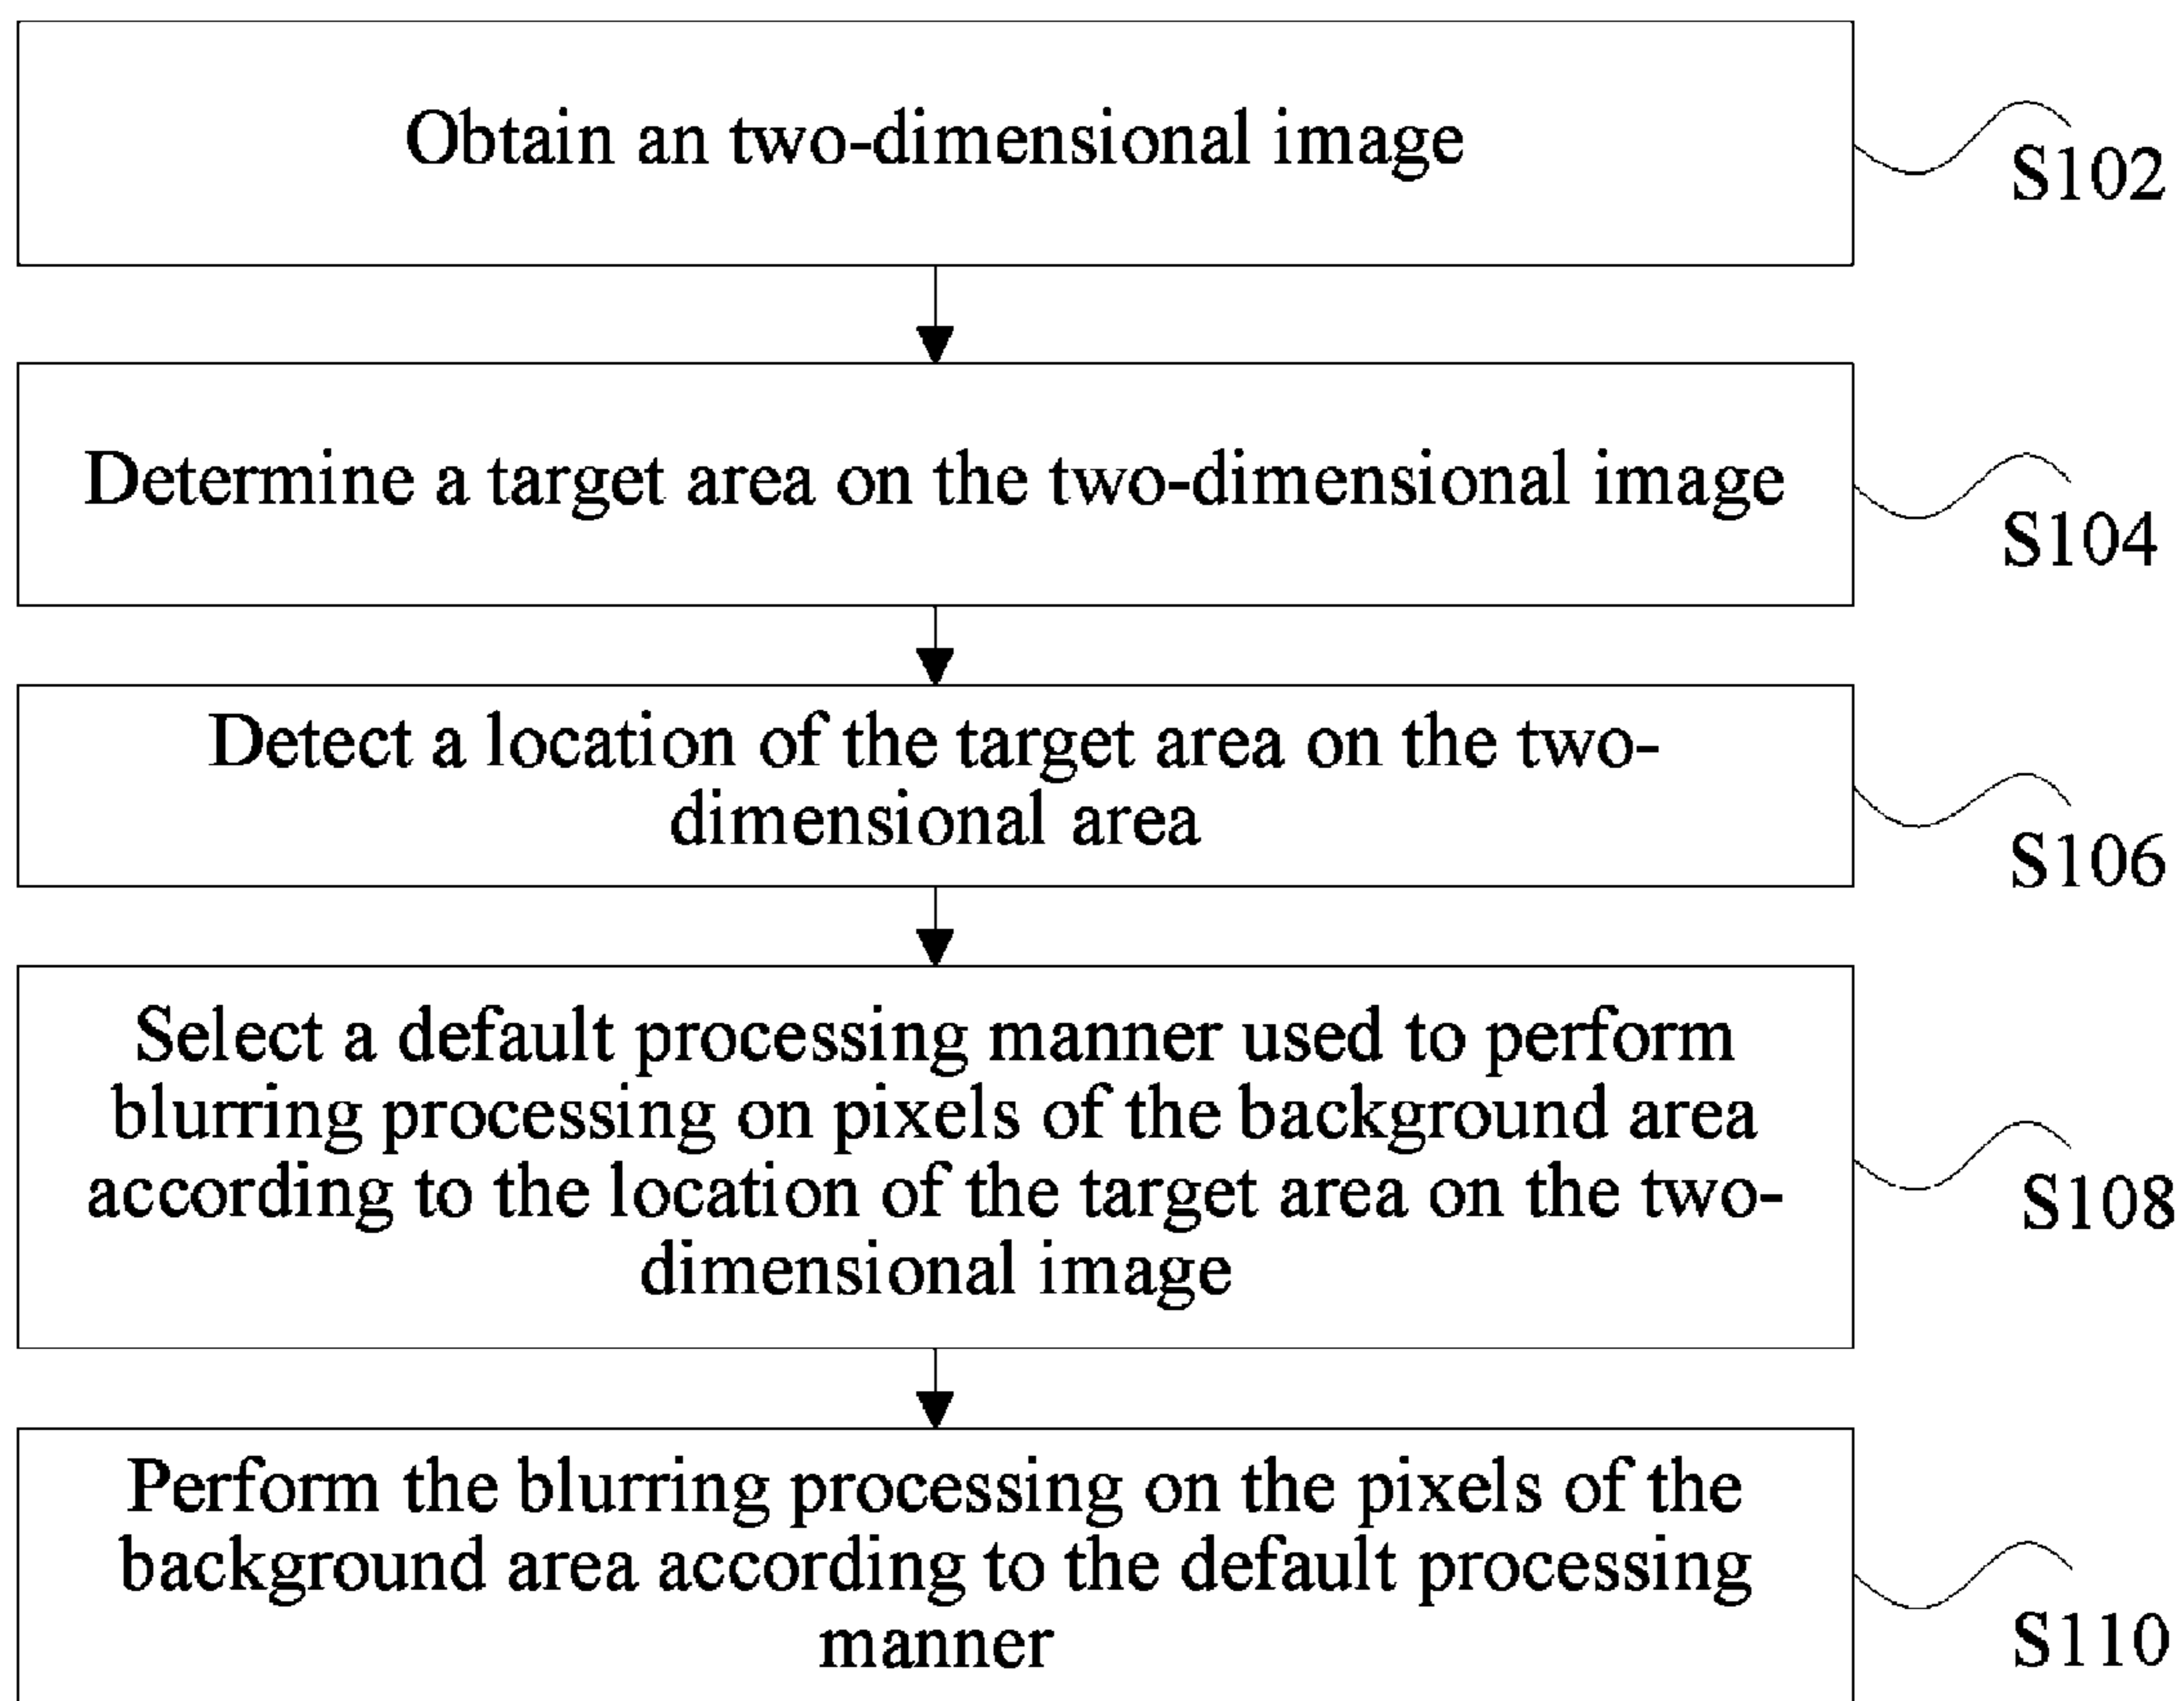 Obtain an two-dimensional image
S102
Determine a target area on the two-dimensional image
S104
Detect a location of the target area on the two-
dimensional area
S106
Select a default processing manner used to perform
blurring processing on pixels of the background area
according to the location of the target area on the two-
dimensional image
S108
Perform the blurring processing on the pixels of the
background area according to the default processing
manner
S110